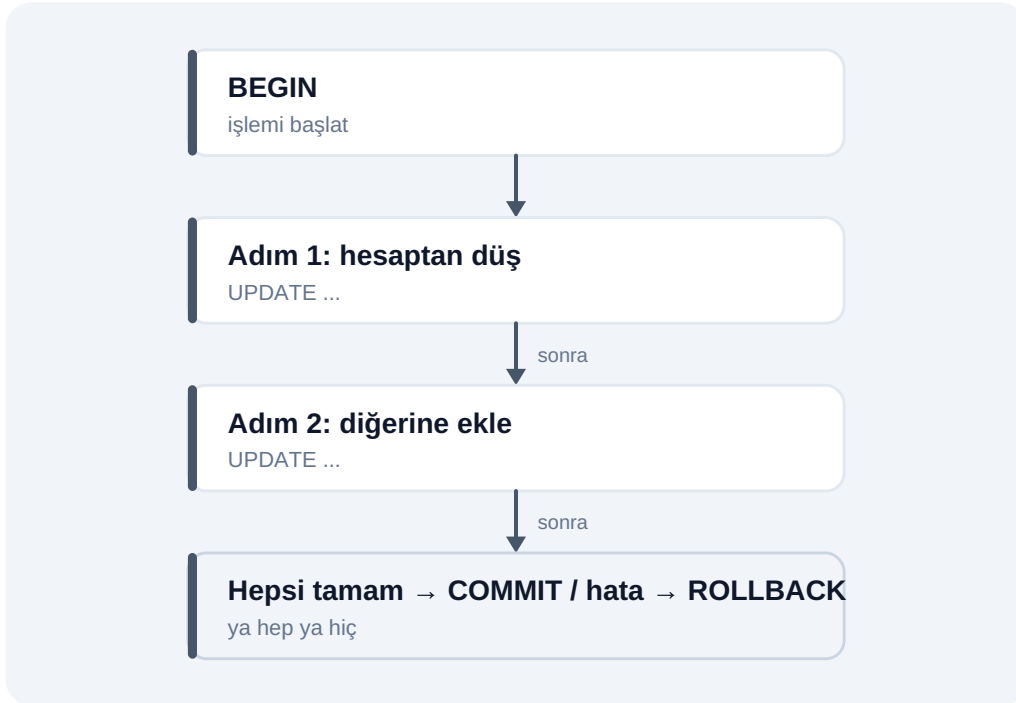 BEGIN
işlemi başlat
Adım 1: hesaptan düş
UPDATE ...
sonra
Adım 2: diğerine ekle
UPDATE ...
sonra
Hepsi tamam → COMMIT / hata → ROLLBACK
ya hep ya hiç